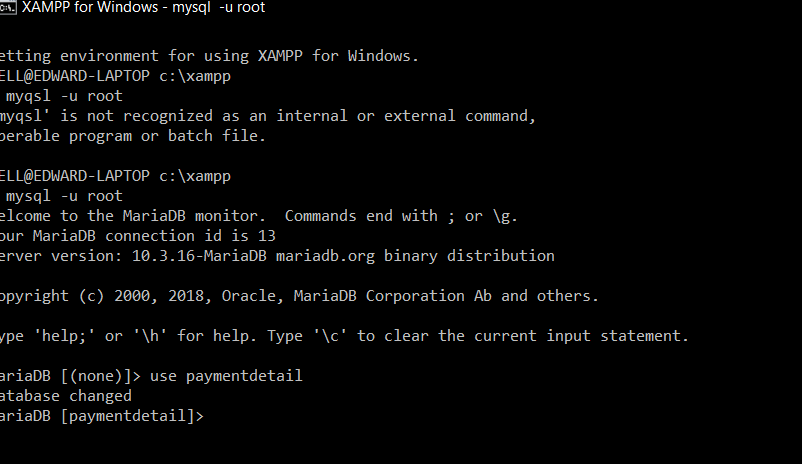 XAMPP for Windows - mysql -u root
etting environment for using XAMPP for Windows.
ELL@EDWARD-LAPTOP c:\xampp
myqsl -u root
myqsl' is not recognized as an internal or external command,
perable program or batch file.
ELL@EDWARD-LAPTOP c:\xampp
mysql -u root
elcome to the MariaDB monitor.  Commands end with ; or \g.
our MariaDB connection id is 13
erver version: 10.3.16-MariaDB mariadb.org binary distribution
opyright (c) 2000, 2018, Oracle, MariaDB Corporation Ab and others.
ype 'help;' or '\h' for help. Type '\c' to clear the current input statement.
ariaDB [(none)]> use paymentdetail
atabase changed
ariaDB [paymentdetail]>